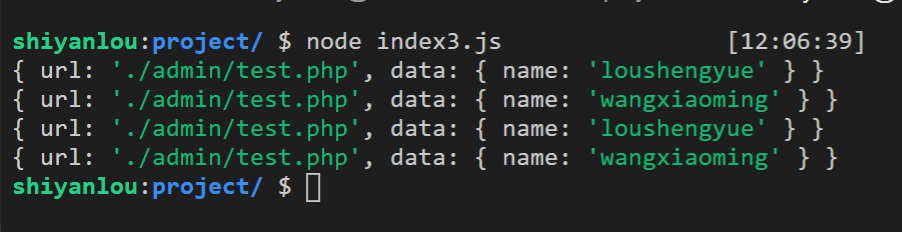 shiyanlou:project/ $ node index3.js [12:06:39]
{ url: './admin/test.php', data: { name: 'loushengyue' } }
{ url: './admin/test.php', data: { name: 'wangxiaoming' } }
{ url: './admin/test.php', data: { name: 'loushengyue' } }
{ url: './admin/test.php', data: { name: 'wangxiaoming' } }
shiyanlou:project/ $